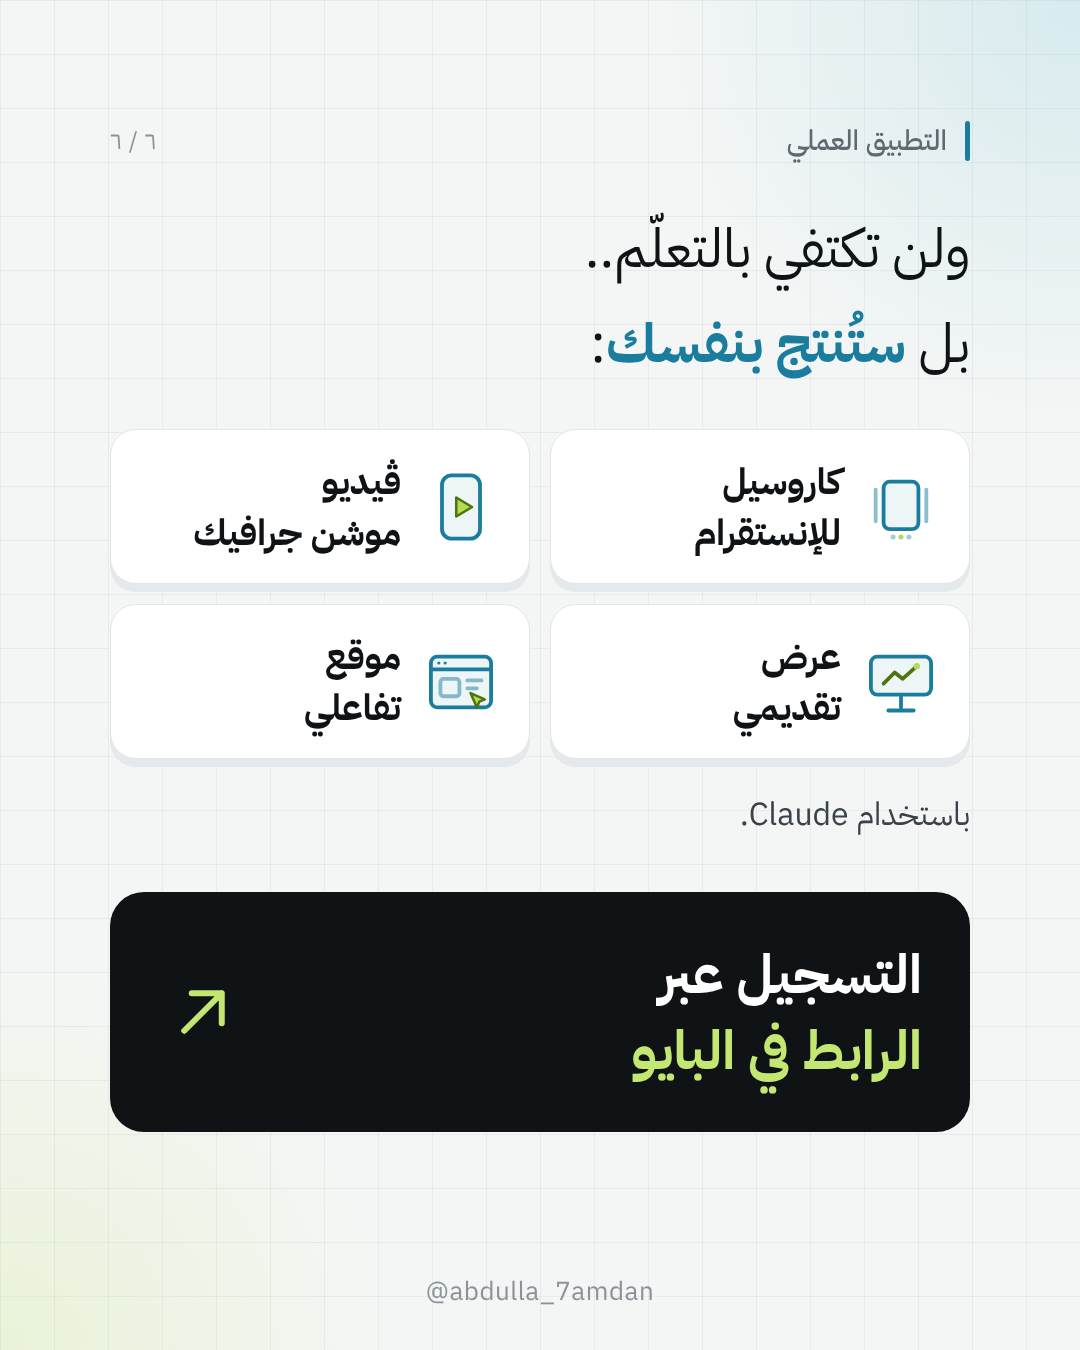 التطبيق العملي
٦ / ٦
ولن تكتفي بالتعلّم..
بل ستُنتج بنفسك:
كاروسيل
للإنستقرام
ڤيديو
موشن جرافيك
عرض
تقديمي
موقع
تفاعلي
باستخدام Claude.
التسجيل عبر
الرابط في البايو
@abdulla_7amdan